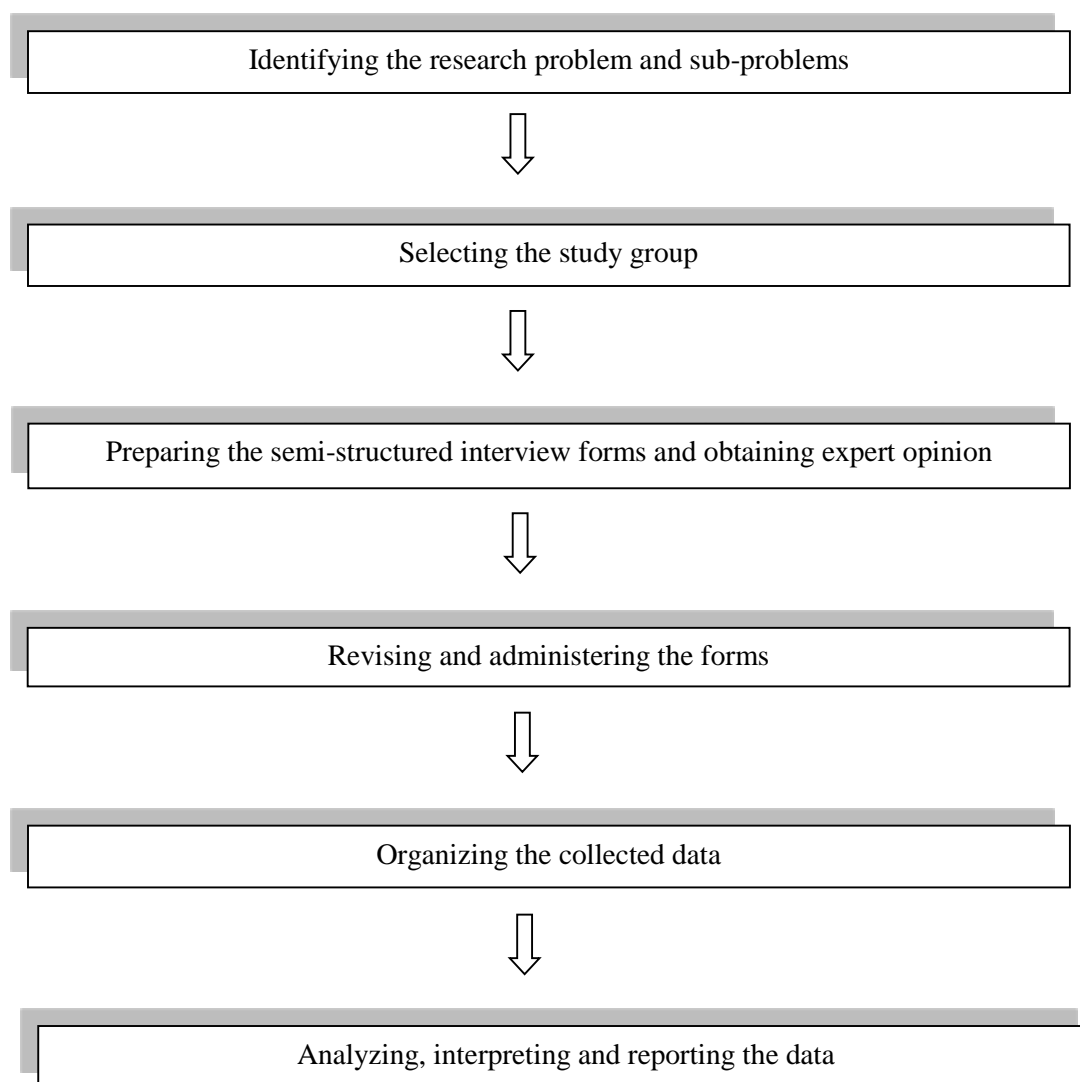 Identifying the research problem and sub-problems
Selecting the study group
Preparing the semi-structured interview forms and obtaining expert opinion
Revising and administering the forms
Organizing the collected data
Analyzing, interpreting and reporting the data